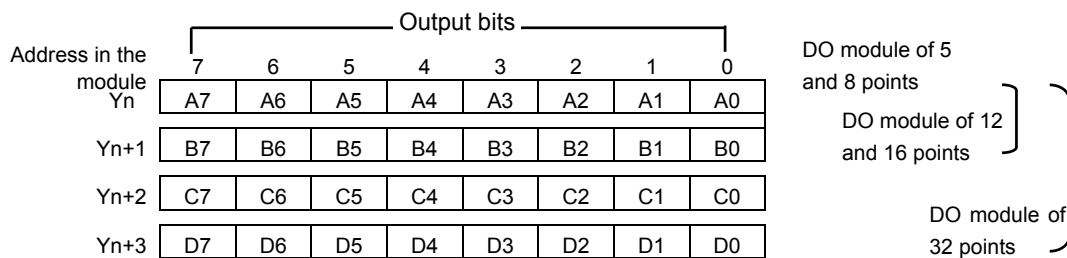 Output bits
Address in the module
7 6 5 4 3 2 1 0
Yn A7 A6 A5 A4 A3 A2 A1 A0
Yn+1 B7 B6 B5 B4 B3 B2 B1 B0
Yn+2 C7 C6 C5 C4 C3 C2 C1 C0
Yn+3 D7 D6 D5 D4 D3 D2 D1 D0
DO module of 5
and 8 points
DO module of 12
and 16 points
DO module of
32 points